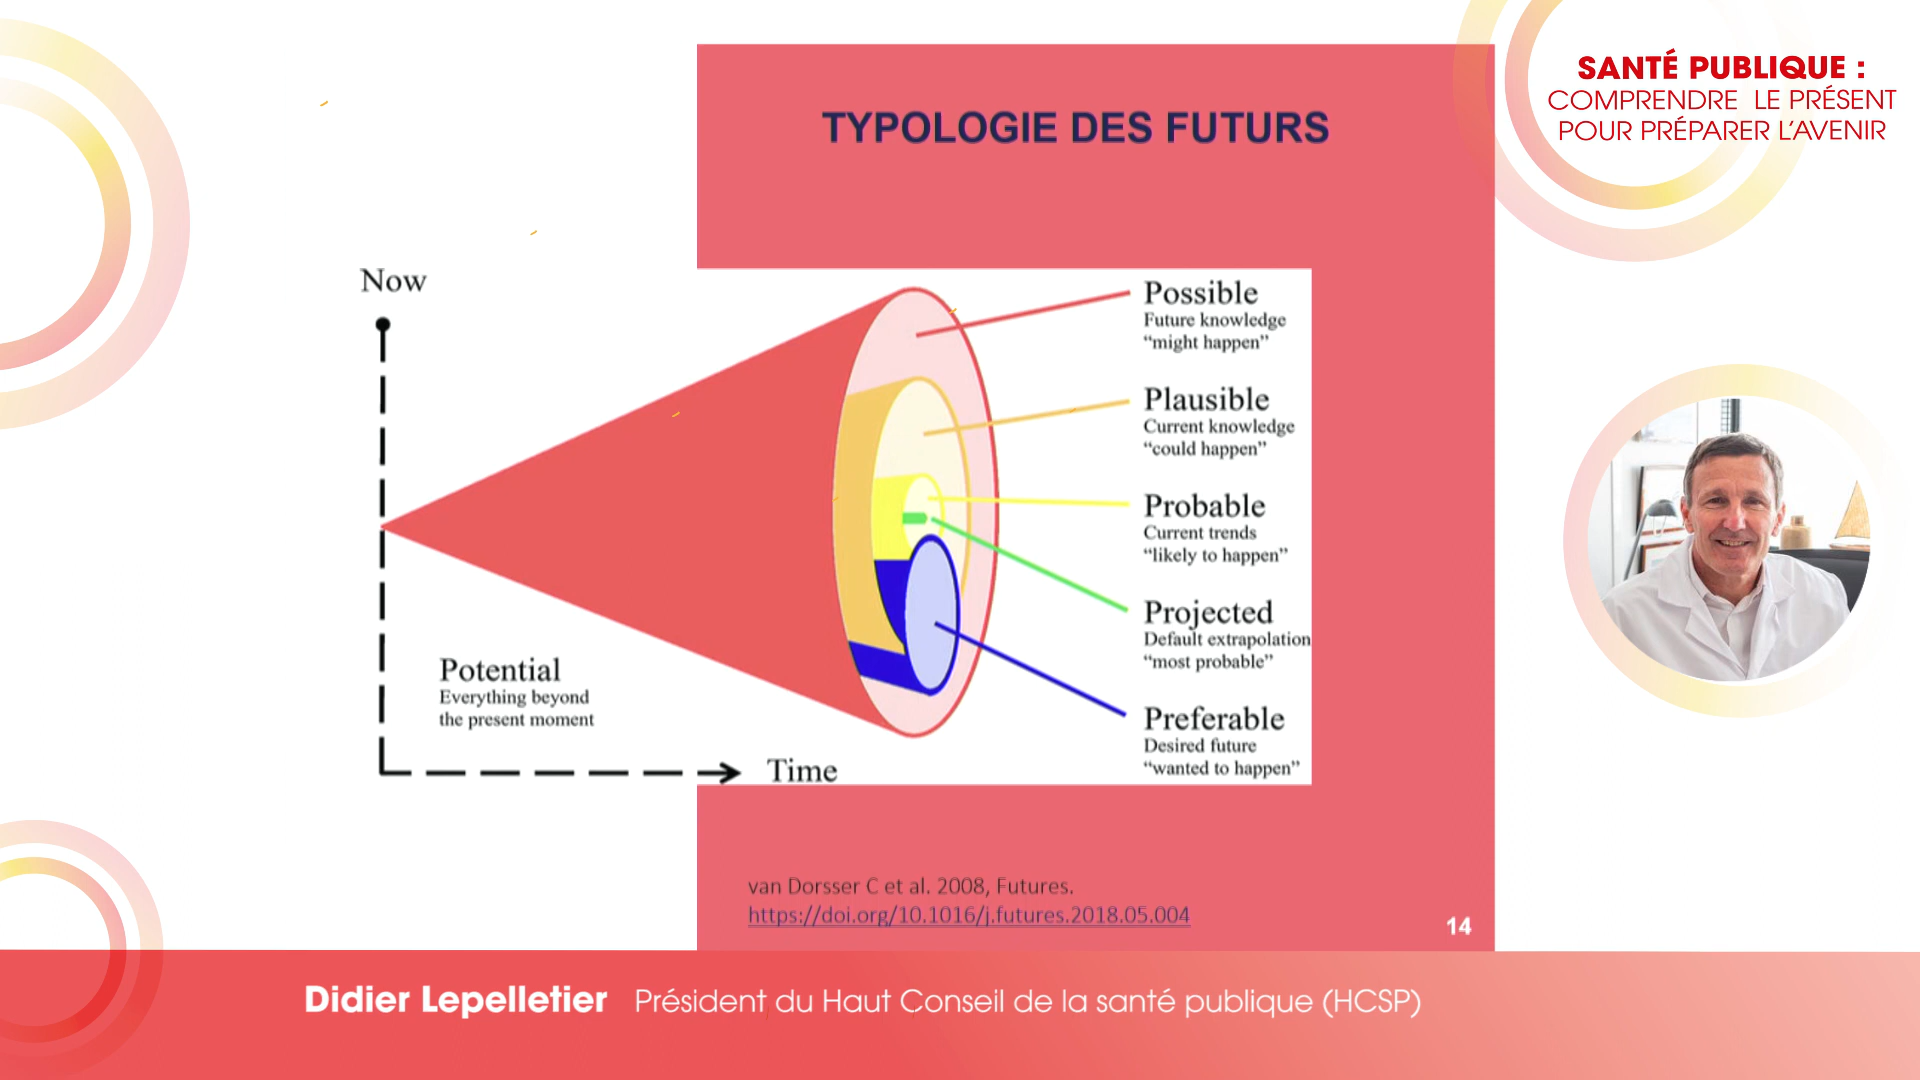 SANTÉ PUBLIQUE :
COMPRENDRE LE PRÉSENT
POUR PRÉPARER L'AVENIR
TYPOLOGIE DES FUTURS
Now
Possible
Future knowledge
“might happen”
Plausible
Current knowledge
“could happen”
Probable
Current trends
“likely to happen”
Projected
Default extrapolation
“most probable”
Preferable
Desired future
“wanted to happen”
Potential
Everything beyond
the present moment
Time
van Dorsser C et al. 2008, Futures.
https://doi.org/10.1016/j.futures.2018.05.004
14
Didier Lepelletier Président du Haut Conseil de la santé publique (HCSP)